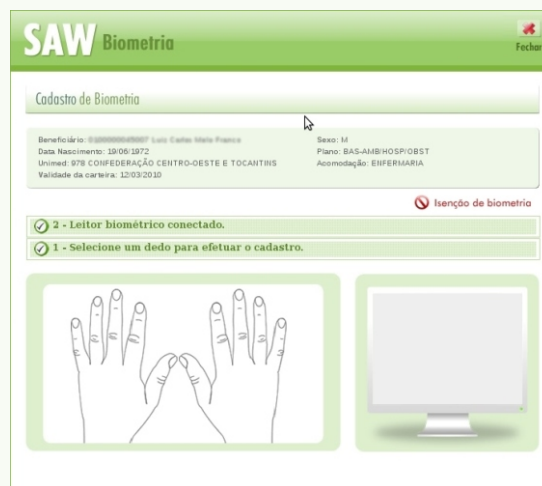 SAW Biometria
Fechar
Cadastro de Biometria
Beneficiário:
Sexo: M
Data Nascimento: 19/06/1972
Plano: BAS-AMB/HOSP/OBST
Unimed: 978 CONFEDERAÇÃO CENTRO-OESTE E TOCANTINS
Acomodação: ENFERMARIA
Validade da carteira: 12/03/2010
Isenção de biometria
2 - Leitor biométrico conectado.
1 - Selecione um dedo para efetuar o cadastro.